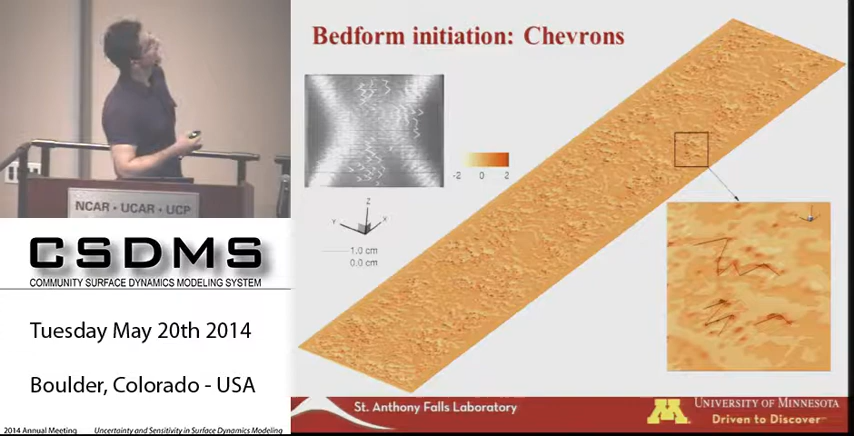 Bedform initiation: Chevrons
-2 0 2
Z
Y X
1.0 cm
0.0 cm
NCAR • UCAR • UCP
CSDMS
COMMUNITY SURFACE DYNAMICS MODELING SYSTEM
Tuesday May 20th 2014
Boulder, Colorado - USA
2014 Annual Meeting Uncertainty and Sensitivity in Surface Dynamics Modeling
St. Anthony Falls Laboratory
M UNIVERSITY OF MINNESOTA
Driven to Discover